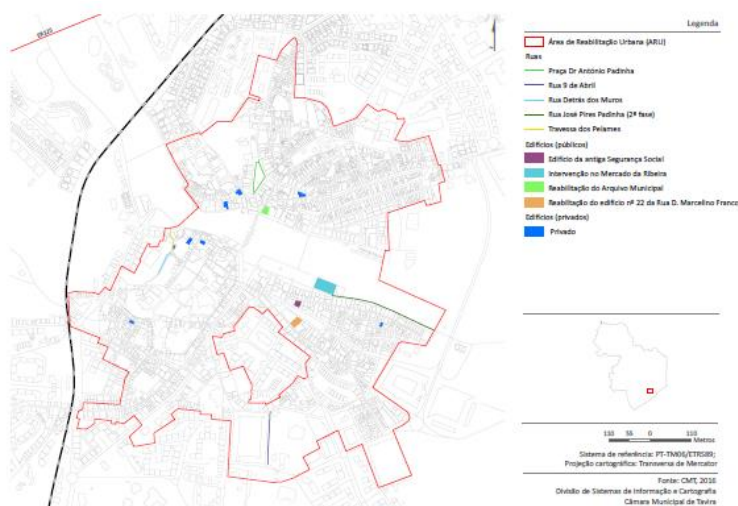 EN125
Legenda
Área de Reabilitação Urbana (ARU)
Ruas
Praça Dr António Padinha
Rua 9 de Abril
Rua Detrás dos Muros
Rua José Pires Padinha (2ª fase)
Travessa dos Pelames
Edifícios (públicos)
Edifício da antiga Segurança Social
Intervenção no Mercado da Ribeira
Reabilitação do Arquivo Municipal
Reabilitação do edifício nº 22 da Rua D. Marcelino Franco
Edifícios (privados)
Privado
110 55 0 110
Metros
Sistema de referência: PT-TM06/ETRS89;
Projeção cartográfica: Transversa de Mercator
Fonte: CMT, 2016
Divisão de Sistemas de Informação e Cartografia
Câmara Municipal de Tavira